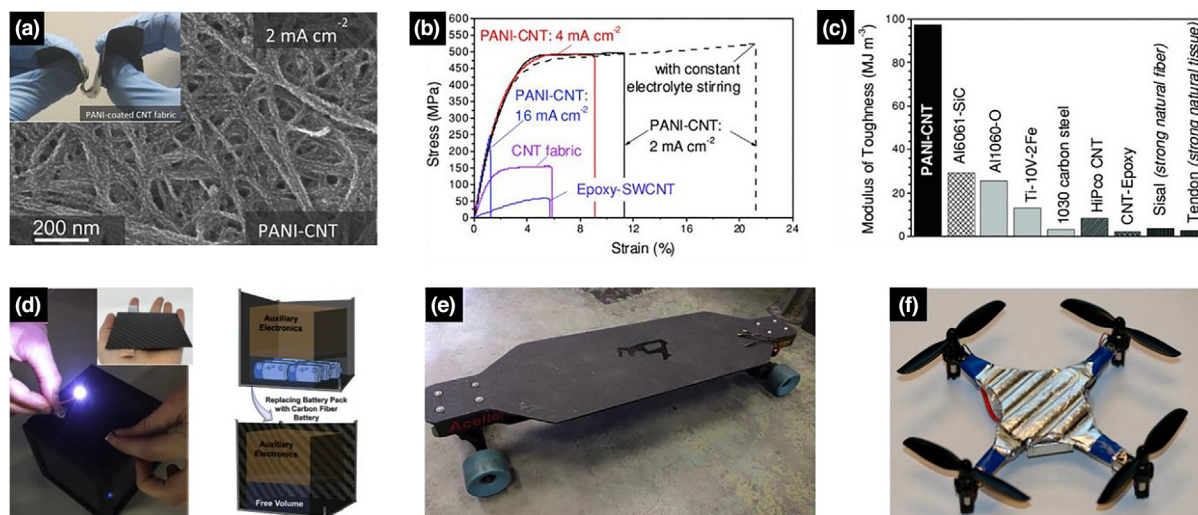 (a)
2 mA cm-2
PANI-coated CNT fabric
200 nm
PANI-CNT
(b)
Stress (MPa)
600
550
500
450
400
350
300
250
200
150
100
50
0
PANI-CNT: 4 mA cm-2
with constant
electrolyte stirring
PANI-CNT:
16 mA cm-2
PANI-CNT:
2 mA cm-2
CNT fabric
Epoxy-SWCNT
0 4 8 12 16 20 24
Strain (%)
(c)
Modulus of Toughness (MJ m-3)
100
80
60
40
20
0
PANI-CNT
Al6061-SiC
Al1060-O
Ti-10V-2Fe
1030 carbon steel
HiPco CNT
CNT-Epoxy
Sisal (strong natural fiber)
Tendon (strong natural tissue)
(d)
Auxiliary
Electronics
Replacing Battery Pack
with Carbon Fiber
Battery
Auxiliary
Electronics
Free Volume
(e)
(f)